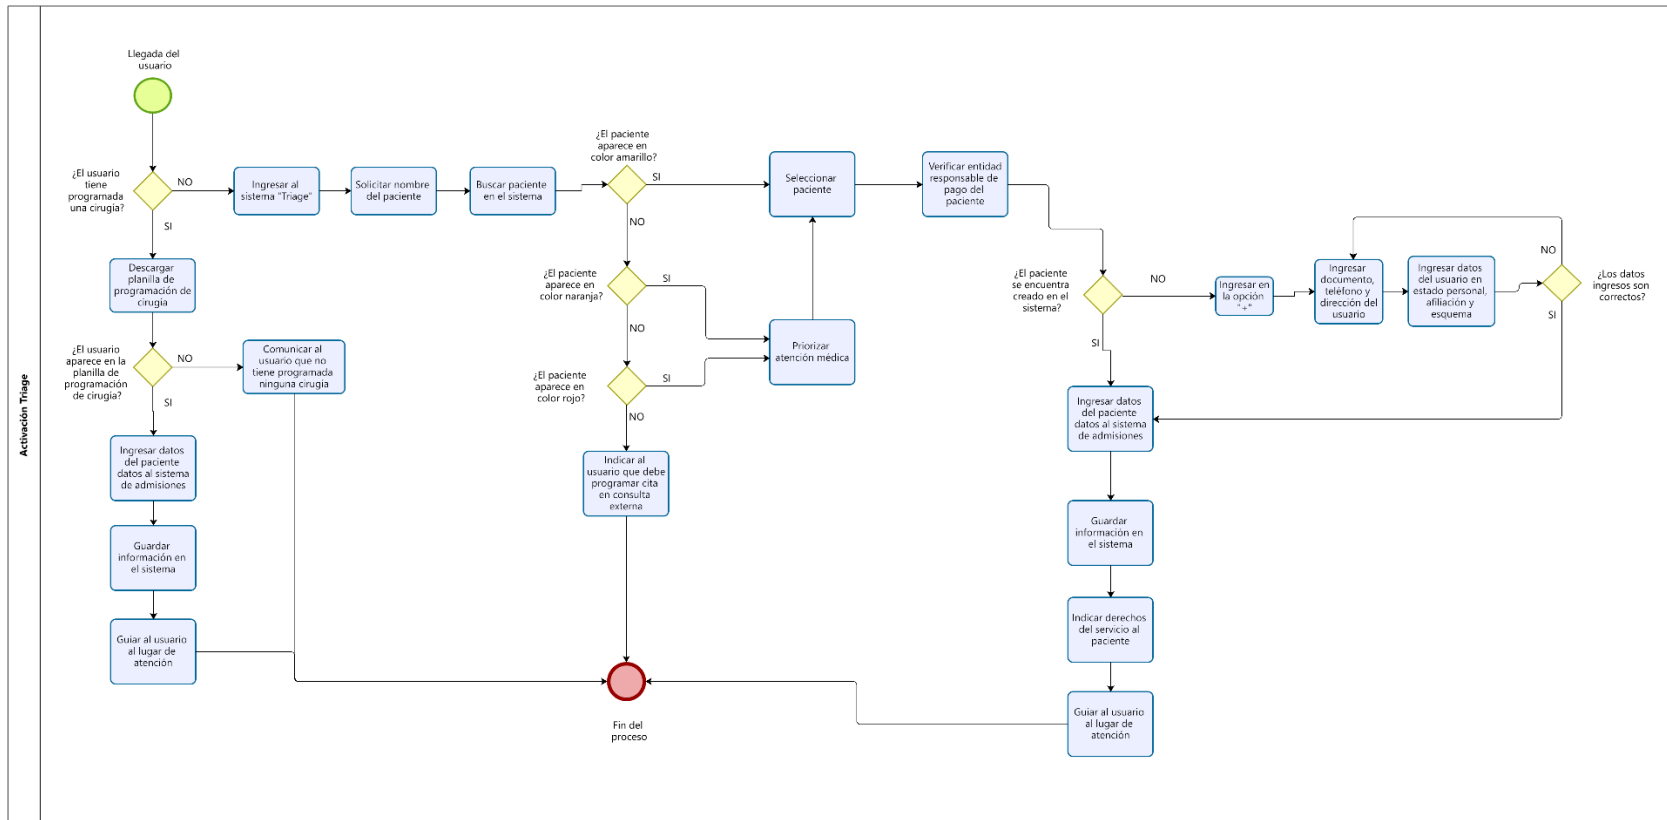 Activación Triage
Llegada del
usuario
¿El usuario
tiene
programada
una cirugía?
NO
SI
Ingresar al
sistema "Triage"
Solicitar nombre
del paciente
Buscar paciente
en el sistema
¿El paciente
aparece en
color amarillo?
SI
NO
Seleccionar
paciente
Verificar entidad
responsable de
pago del
paciente
Descargar
planilla de
programación de
cirugía
¿El usuario
aparece en la
planilla de
programación
de cirugía?
NO
SI
Comunicar al
usuario que no
tiene programada
ninguna cirugía
Ingresar datos
del paciente
datos al sistema
de admisiones
Guardar
información en
el sistema
Guiar al usuario
al lugar de
atención
¿El paciente
aparece en
color naranja?
SI
NO
Priorizar
atención médica
¿El paciente
aparece en
color rojo?
SI
NO
Indicar al
usuario que debe
programar cita
en consulta
externa
Fin del
proceso
¿El paciente
se encuentra
creado en el
sistema?
NO
SI
Ingresar en
la opción
"+"
Ingresar
documento,
teléfono y
dirección del
usuario
Ingresar datos
del usuario en
estado personal,
afiliación y
esquema
NO
¿Los datos
ingresos son
correctos?
SI
Ingresar datos
del paciente
datos al sistema
de admisiones
Guardar
información en
el sistema
Indicar derechos
del servicio al
paciente
Guiar al usuario
al lugar de
atención